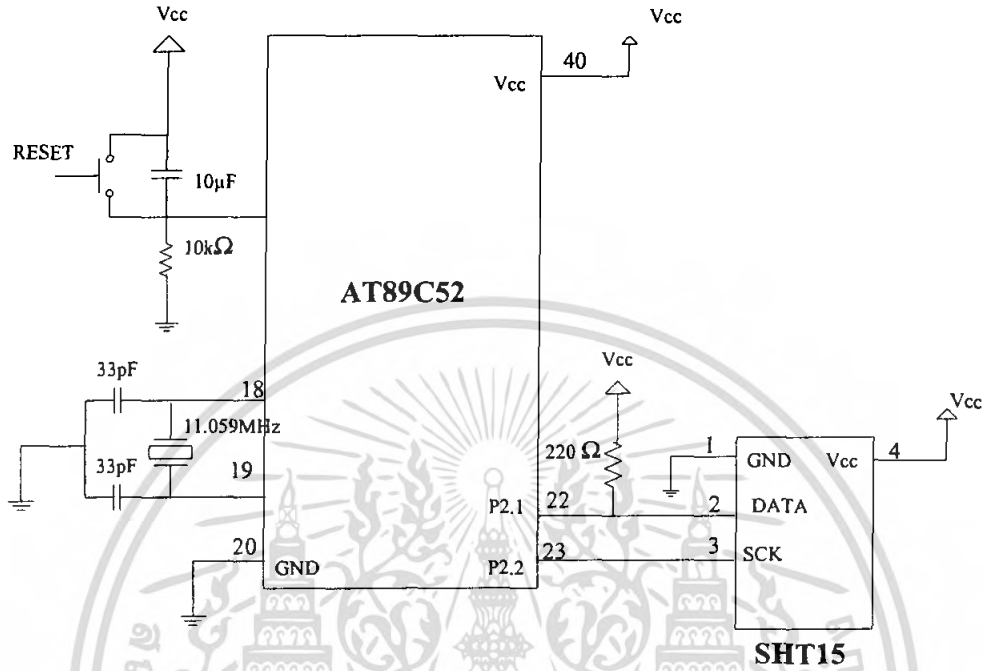 Vcc
Vcc
40
Vcc
RESET
10µF
10kΩ
AT89C52
33pF
18
11.059MHz
33pF
19
20
GND
Vcc
220 Ω
P2.1
22
P2.2
23
1
GND
Vcc
4
Vcc
2
DATA
3
SCK
SHT15